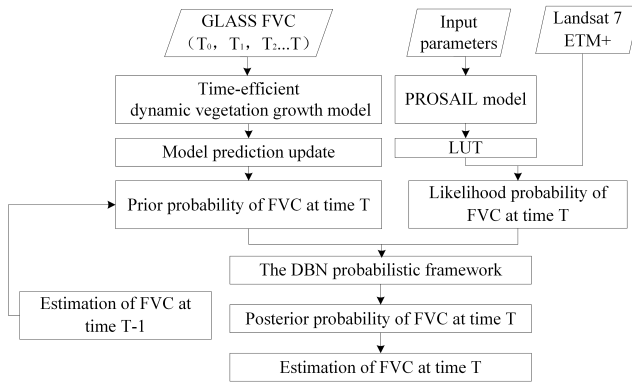 GLASS FVC
（T₀，T₁，T₂...T）
Input
parameters
Landsat 7
ETM+
Time-efficient
dynamic vegetation growth model
PROSAIL model
Model prediction update
LUT
Prior probability of FVC at time T
Likelihood probability of
FVC at time T
The DBN probabilistic framework
Estimation of FVC at
time T-1
Posterior probability of FVC at time T
Estimation of FVC at time T